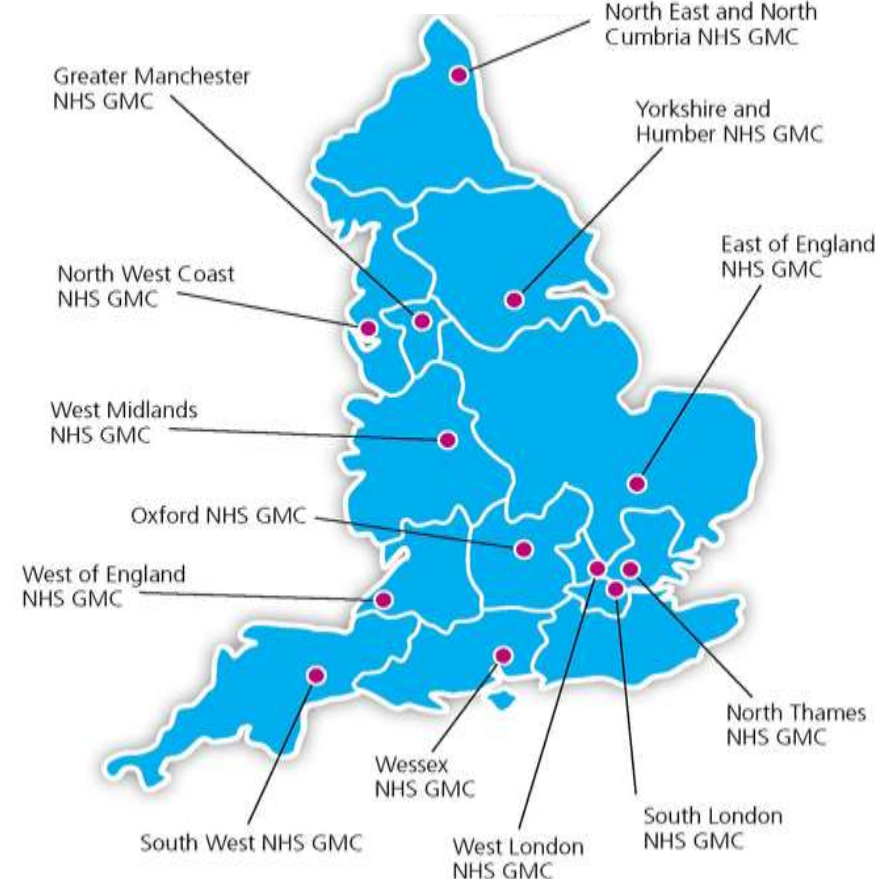 North East and North
Cumbria NHS GMC
Greater Manchester
NHS GMC
Yorkshire and
Humber NHS GMC
East of England
NHS GMC
North West Coast
NHS GMC
West Midlands
NHS GMC
Oxford NHS GMC
West of England
NHS GMC
North Thames
NHS GMC
Wessex
NHS GMC
South London
NHS GMC
South West NHS GMC
West London
NHS GMC